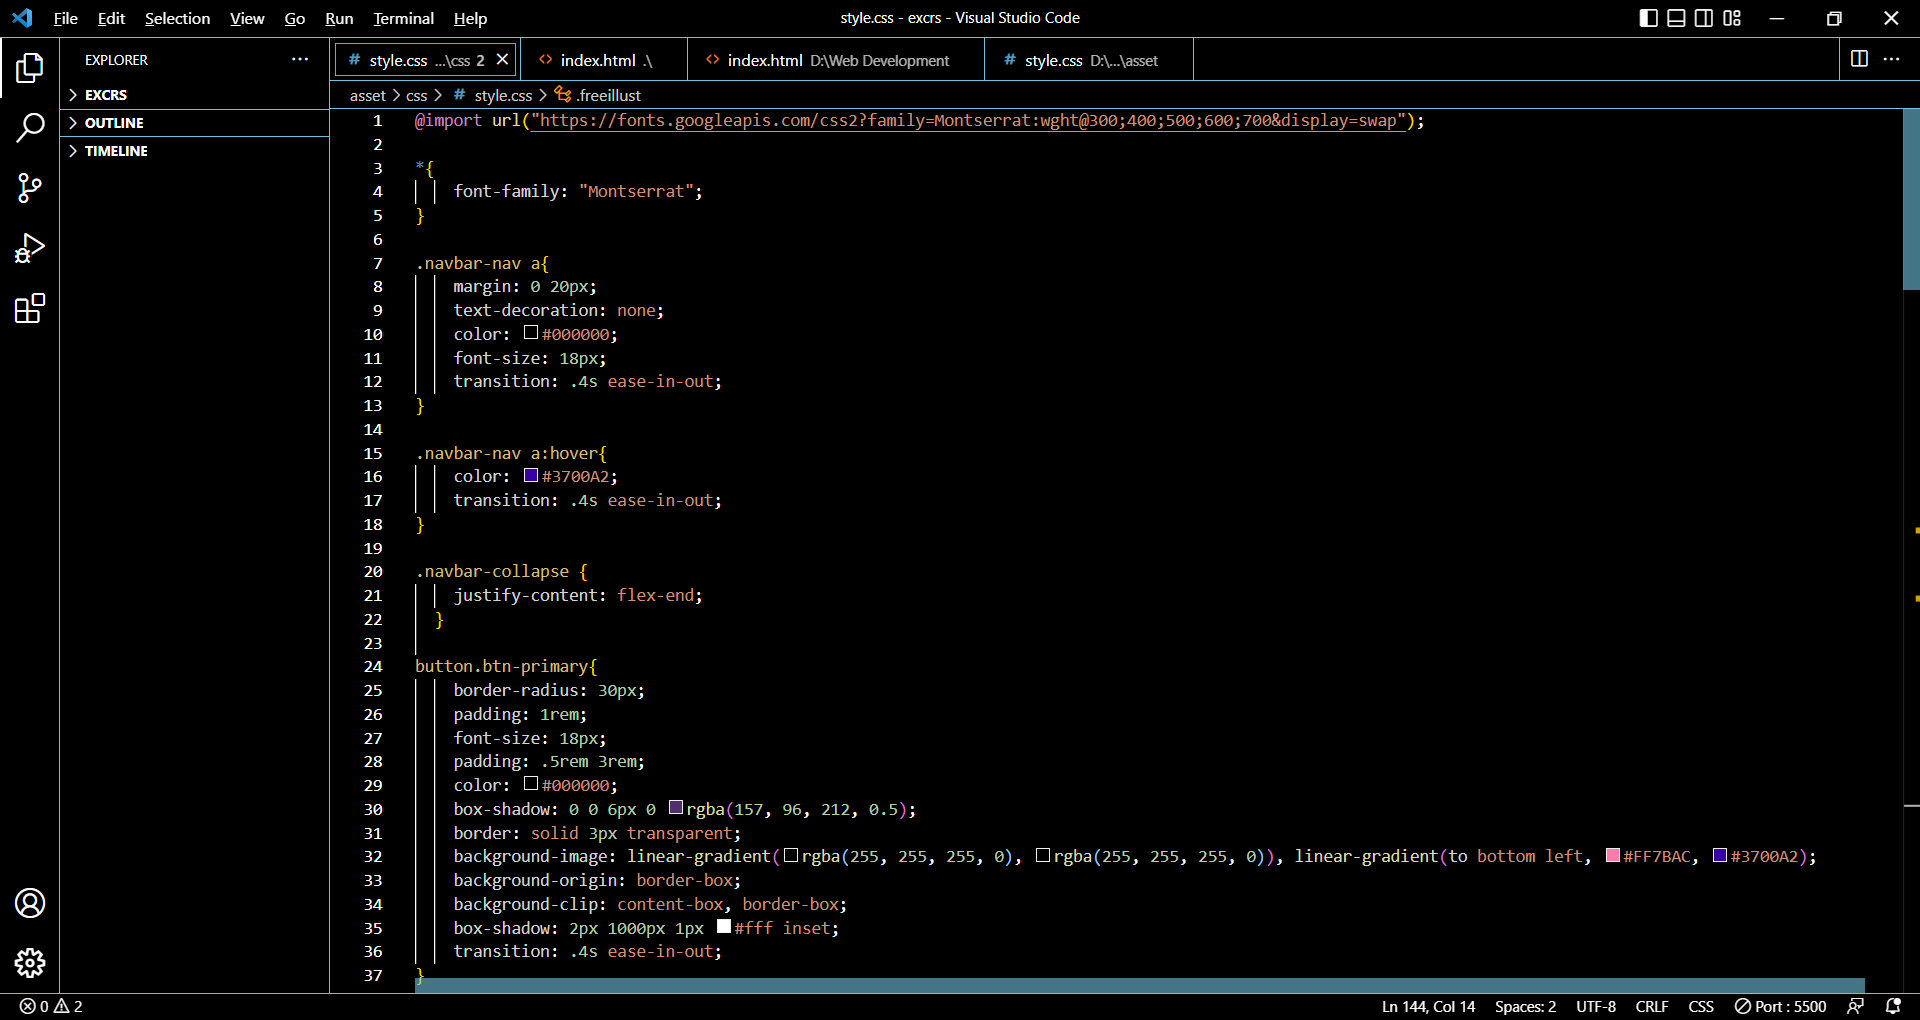 File Edit Selection View Go Run Terminal Help
style.css - excrs - Visual Studio Code
EXPLORER
EXCRS
OUTLINE
TIMELINE
# style.css ...\css 2
<> index.html .\
<> index.html D:\Web Development
# style.css D:\...\asset
asset > css > # style.css > .freeillust
1 @import url("https://fonts.googleapis.com/css2?family=Montserrat:wght@300;400;500;600;700&display=swap");
2
3 *{
4 font-family: "Montserrat";
5 }
6
7 .navbar-nav a{
8 margin: 0 20px;
9 text-decoration: none;
10 color: #000000;
11 font-size: 18px;
12 transition: .4s ease-in-out;
13 }
14
15 .navbar-nav a:hover{
16 color: #3700A2;
17 transition: .4s ease-in-out;
18 }
19
20 .navbar-collapse {
21 justify-content: flex-end;
22 }
23
24 button.btn-primary{
25 border-radius: 30px;
26 padding: 1rem;
27 font-size: 18px;
28 padding: .5rem 3rem;
29 color: #000000;
30 box-shadow: 0 0 6px 0 rgba(157, 96, 212, 0.5);
31 border: solid 3px transparent;
32 background-image: linear-gradient(rgba(255, 255, 255, 0), rgba(255, 255, 255, 0)), linear-gradient(to bottom left, #FF7BAC, #3700A2);
33 background-origin: border-box;
34 background-clip: content-box, border-box;
35 box-shadow: 2px 1000px 1px #fff inset;
36 transition: .4s ease-in-out;
37 }
0 2
Ln 144, Col 14 Spaces: 2 UTF-8 CRLF CSS Port : 5500